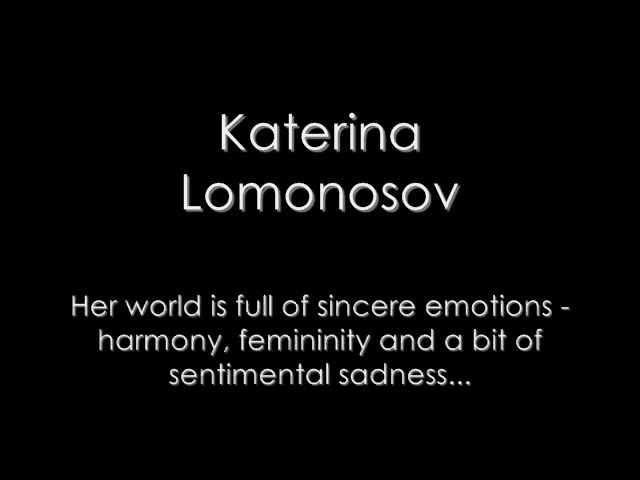 Katerina
Lomonosov
Her world is full of sincere emotions -
harmony, femininity and a bit of
sentimental sadness...